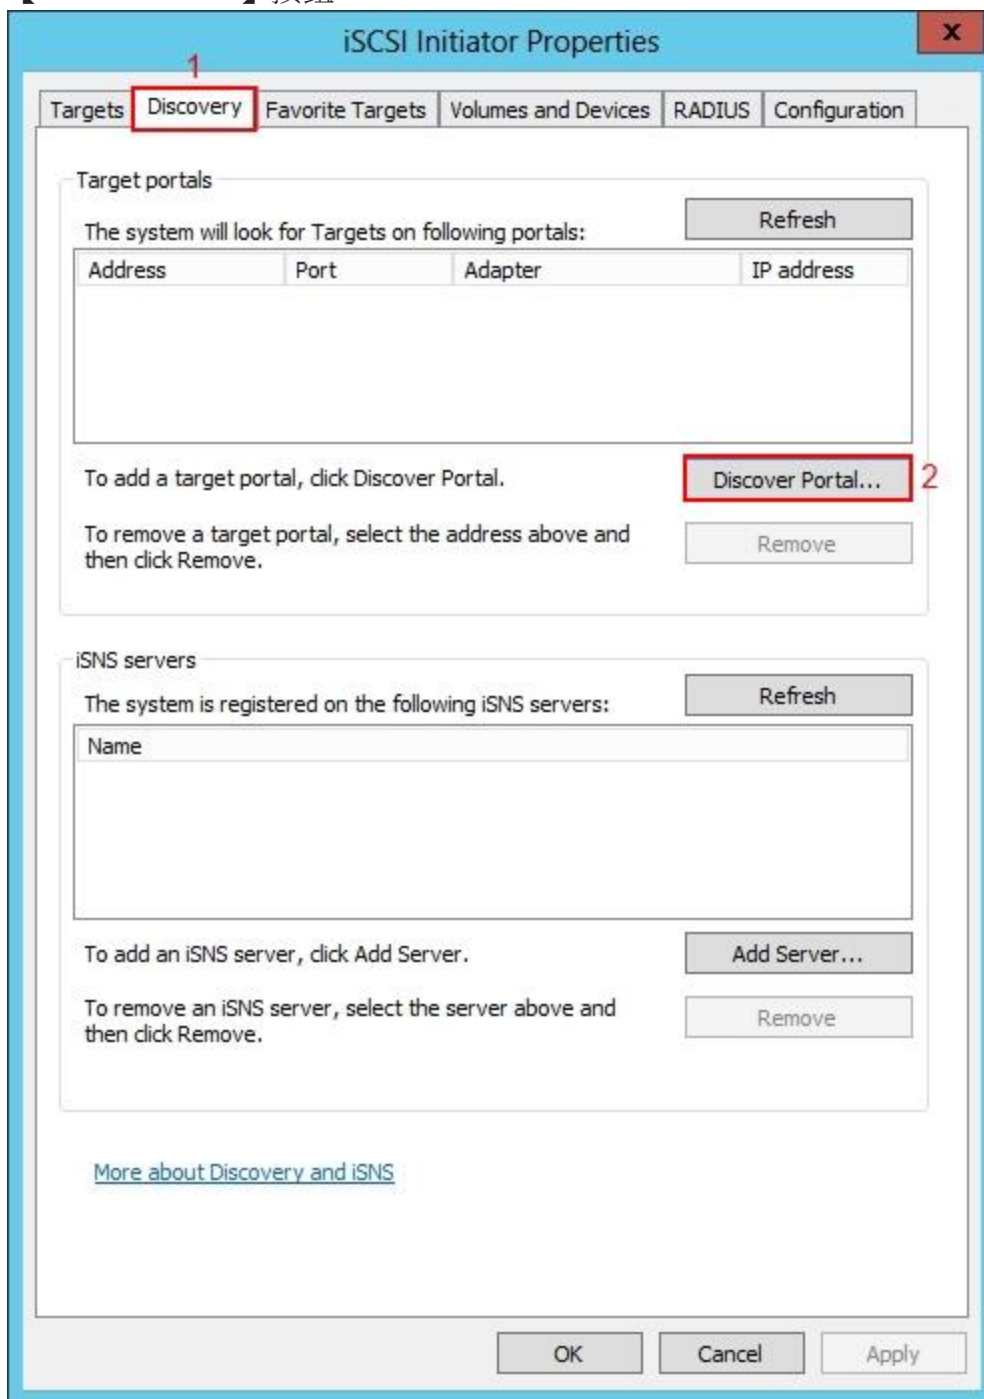 按钮
iSCSI Initiator Properties
x
1
Targets Discovery Favorite Targets Volumes and Devices RADIUS Configuration
Target portals
The system will look for Targets on following portals:
Refresh
Address Port Adapter IP address
To add a target portal, click Discover Portal.
Discover Portal... 2
To remove a target portal, select the address above and
then click Remove.
Remove
iSNS servers
The system is registered on the following iSNS servers:
Refresh
Name
To add an iSNS server, click Add Server.
Add Server...
To remove an iSNS server, select the server above and
then click Remove.
Remove
More about Discovery and iSNS
OK Cancel Apply